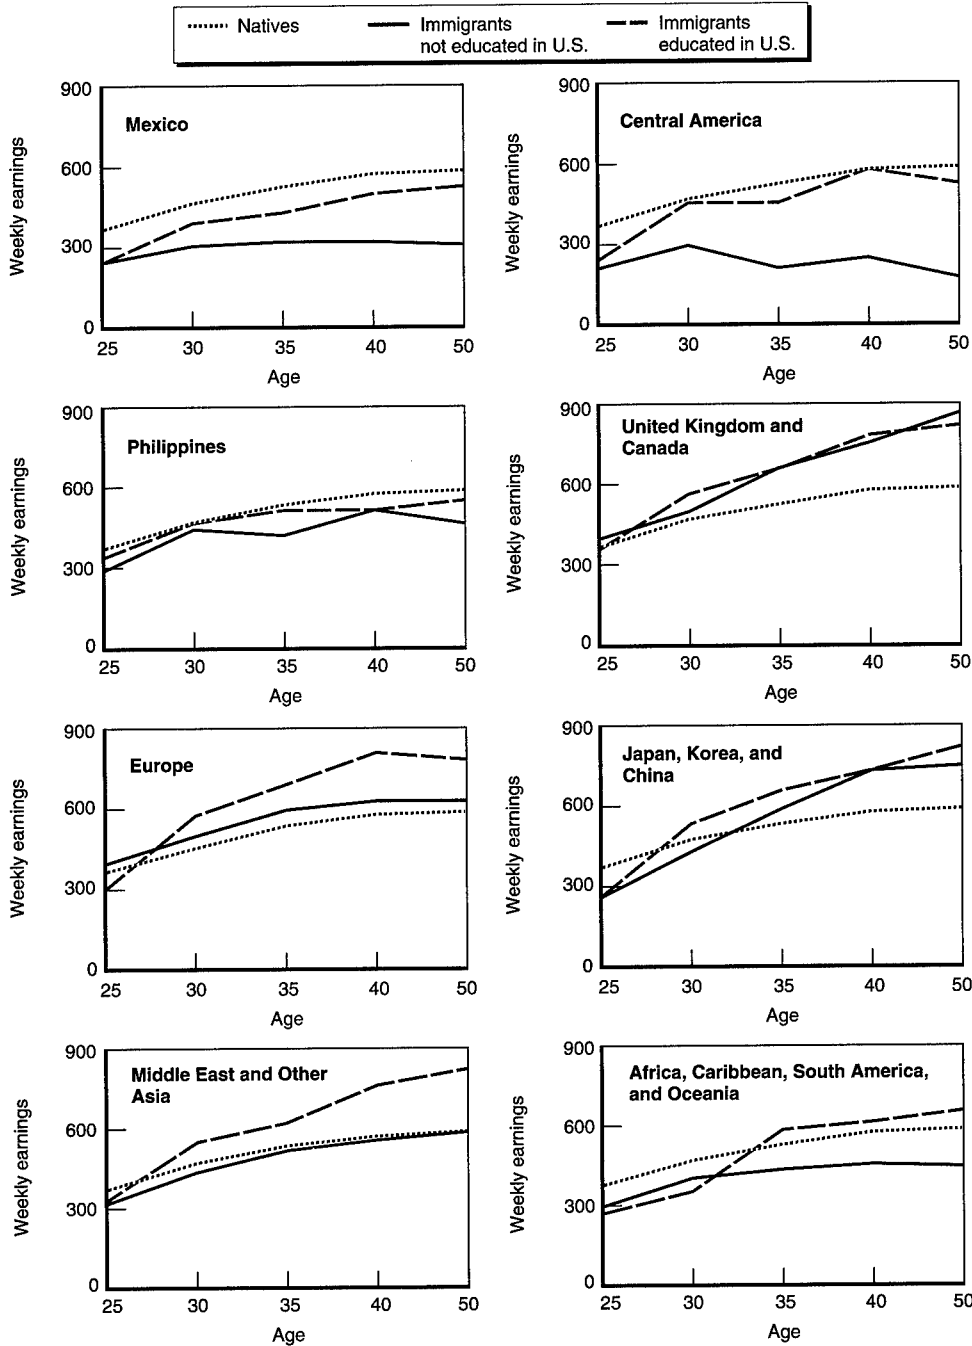 Natives
Immigrants
not educated in U.S.
Immigrants
educated in U.S.
Mexico
Weekly earnings
900
600
300
0
25 30 35 40 50
Age
Central America
Weekly earnings
900
600
300
0
25 30 35 40 50
Age
Philippines
Weekly earnings
900
600
300
0
25 30 35 40 50
Age
United Kingdom and
Canada
Weekly earnings
900
600
300
0
25 30 35 40 50
Age
Europe
Weekly earnings
900
600
300
0
25 30 35 40 50
Age
Japan, Korea, and
China
Weekly earnings
900
600
300
0
25 30 35 40 50
Age
Middle East and Other
Asia
Weekly earnings
900
600
300
0
25 30 35 40 50
Age
Africa, Caribbean, South America,
and Oceania
Weekly earnings
900
600
300
0
25 30 35 40 50
Age